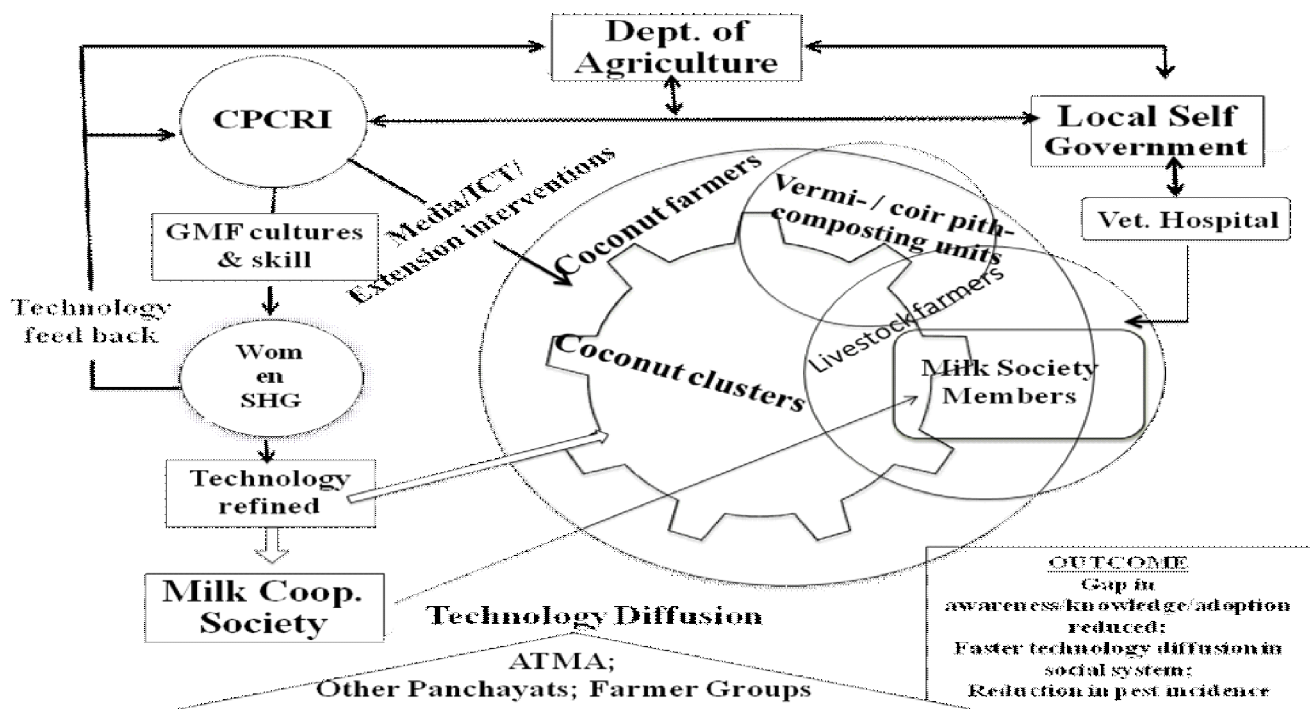 Dept. of
Agriculture
CPCRI
Local Self
Government
Media/ICT/
Extension interventions
Coconut farmers
Vermi- / coir pith-
composting units
Vet. Hospital
GMF cultures
& skill
Technology
feed back
Livestock farmers
Wom
en
SHG
Coconut clusters
Milk Society
Members
Technology
refined
Milk Coop.
Society
Technology Diffusion
ATMA;
Other Panchayats; Farmer Groups
OUTCOME
Gap in
awareness/knowledge/adoption
reduced;
Faster technology diffusion in
social system;
Reduction in pest incidence